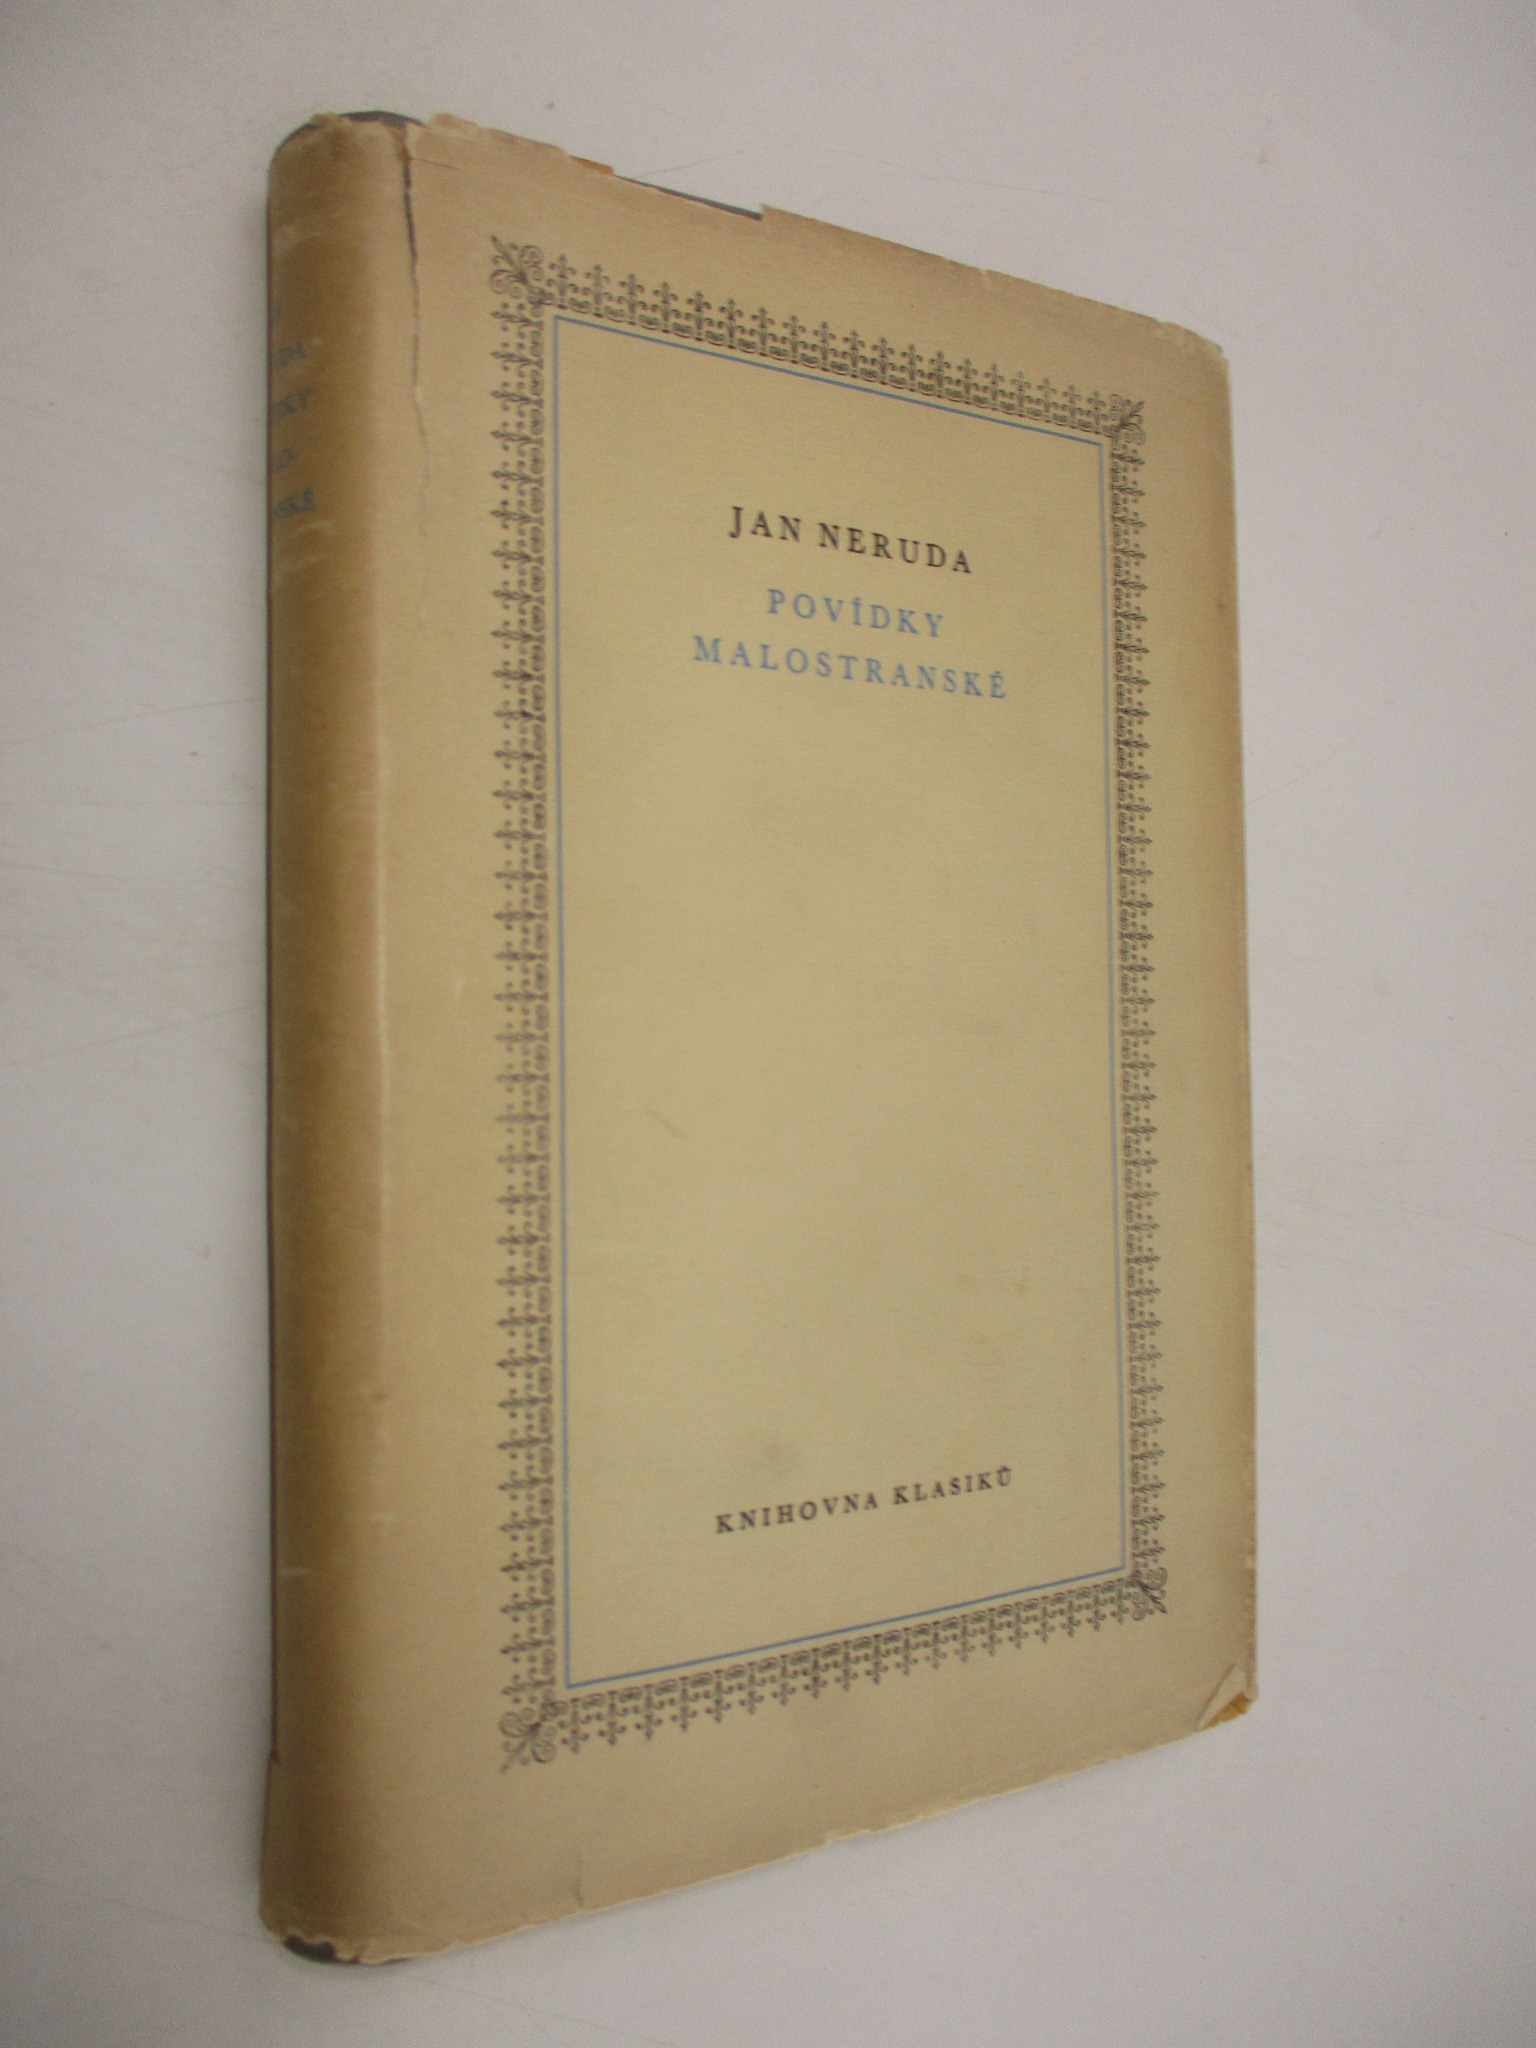 JAN NERUDA
POVÍDKY
MALOSTRANSKÉ
KNIHOVNA KLASIKŮ